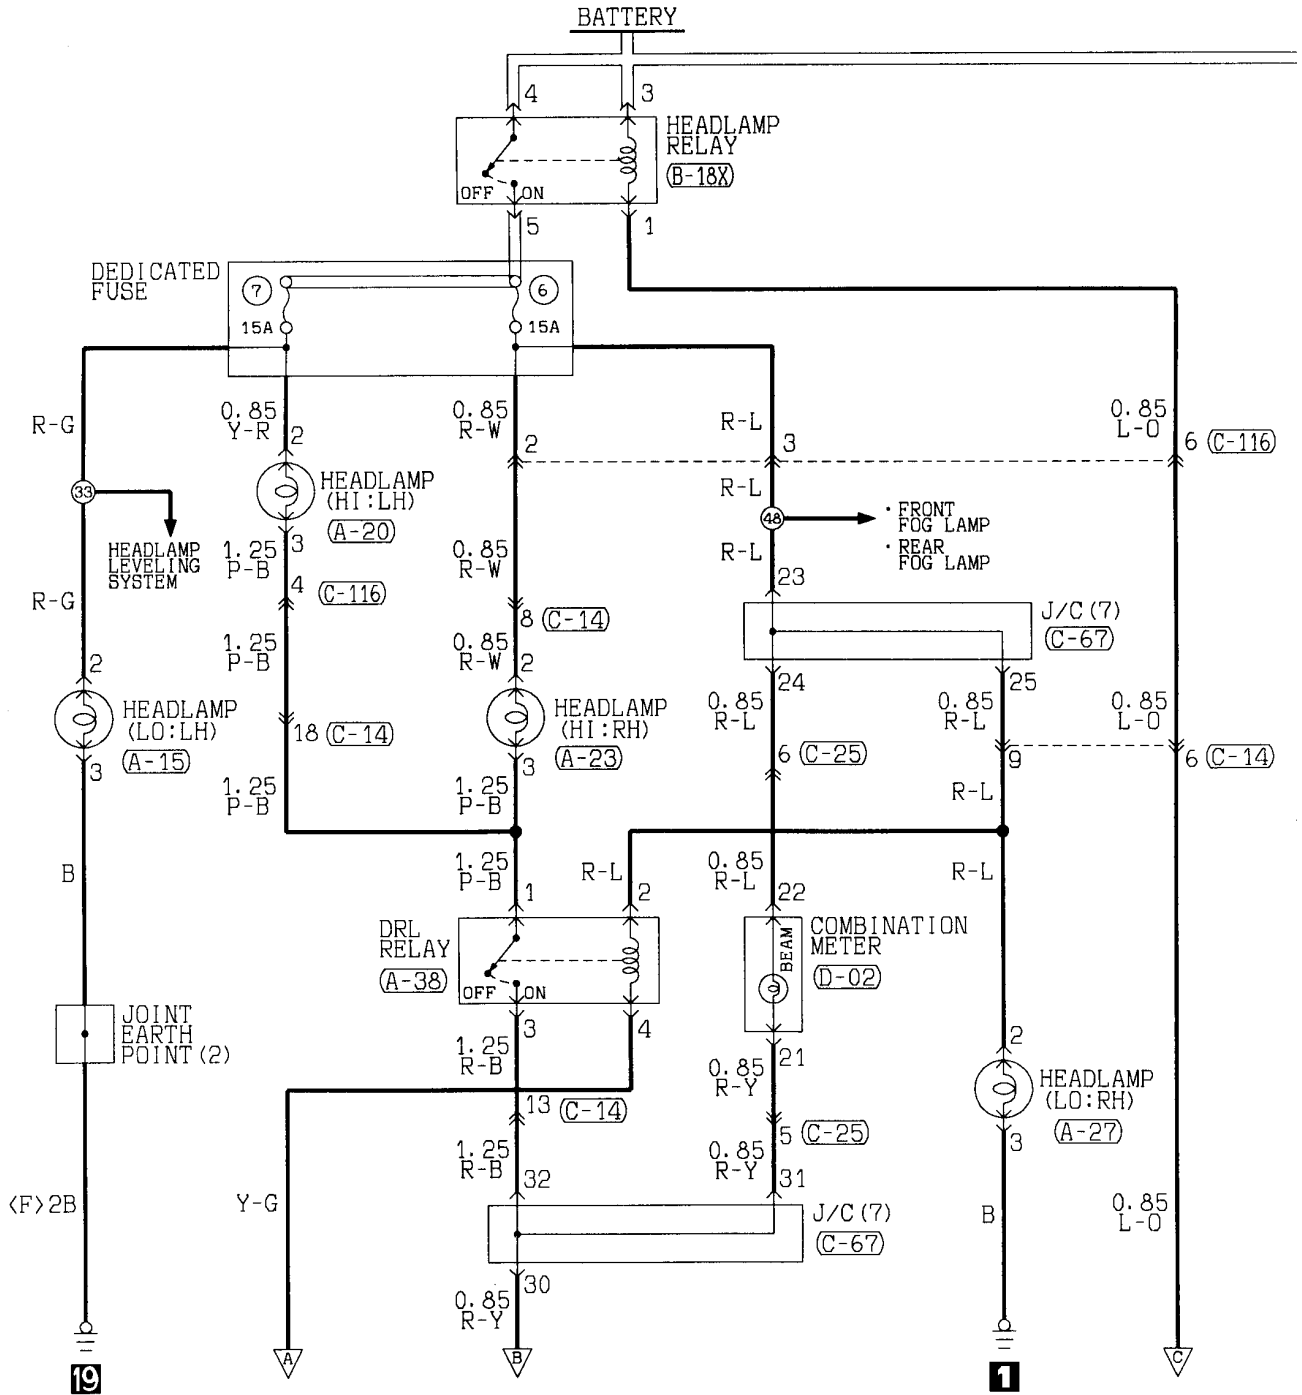 BATTERY
4
3
HEADLAMP
RELAY
B-18X
OFF
ON
5
1
DEDICATED
FUSE
7
6
15A
15A
R-G
0.85
Y-R
2
0.85
R-W
2
R-L
3
0.85
L-O
6
C-116
33
HEADLAMP
(HI:LH)
A-20
R-L
48
· FRONT
FOG LAMP
· REAR
FOG LAMP
HEADLAMP
LEVELING
SYSTEM
3
1.25
P-B
4
C-116
0.85
R-W
R-L
23
R-G
8
C-14
J/C(7)
C-67
1.25
P-B
0.85
R-W
2
2
HEADLAMP
(LO:LH)
A-15
3
18
C-14
HEADLAMP
(HI:RH)
A-23
3
24
0.85
R-L
6
C-25
25
0.85
R-L
9
0.85
L-O
6
C-14
1.25
P-B
1.25
P-B
R-L
B
1.25
P-B
1
R-L
2
0.85
R-L
22
R-L
DRL
RELAY
A-38
OFF
ON
BEAM
COMBINATION
METER
D-02
JOINT
EARTH
POINT(2)
3
4
1.25
R-B
13
C-14
21
0.85
R-Y
5
C-25
2
HEADLAMP
(LO:RH)
A-27
3
1.25
R-B
32
0.85
R-Y
31
<F>2B
Y-G
J/C(7)
C-67
B
0.85
L-O
30
0.85
R-Y
19
A
B
1
C